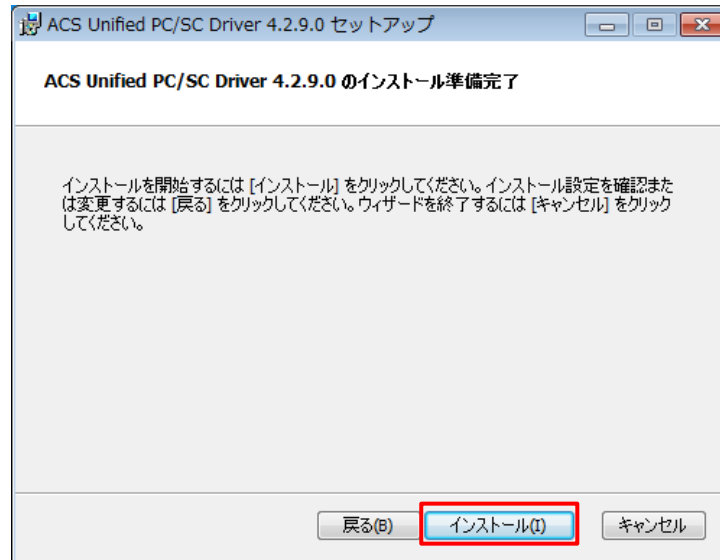 ACS Unified PC/SC Driver 4.2.9.0 セットアップ
ACS Unified PC/SC Driver 4.2.9.0 のインストール準備完了
インストールを開始するには [インストール] をクリックしてください。インストール設定を確認また
は変更するには [戻る] をクリックしてください。ウィザードを終了するには [キャンセル] をクリック
してください。
戻る(B) インストール(I) キャンセル